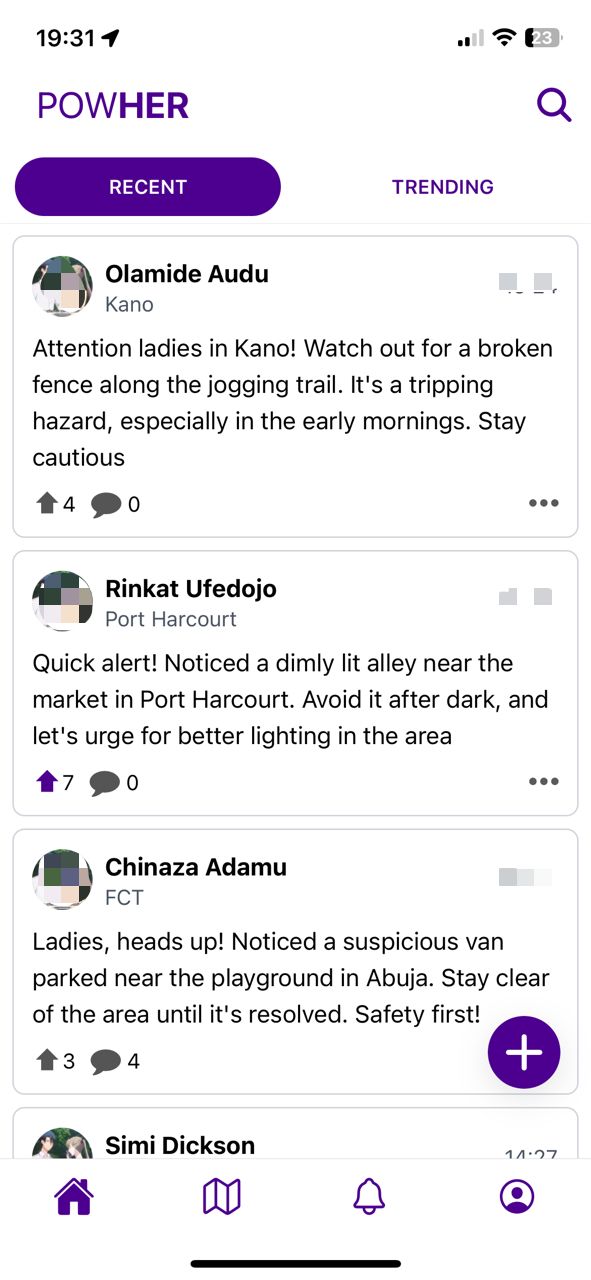 19:31
23
POWHER
RECENT
TRENDING
Olamide Audu
Kano
Attention ladies in Kano! Watch out for a broken
fence along the jogging trail. It's a tripping
hazard, especially in the early mornings. Stay
cautious
4
0
Rinkat Ufedojo
Port Harcourt
Quick alert! Noticed a dimly lit alley near the
market in Port Harcourt. Avoid it after dark, and
let's urge for better lighting in the area
7
0
Chinaza Adamu
FCT
Ladies, heads up! Noticed a suspicious van
parked near the playground in Abuja. Stay clear
of the area until it's resolved. Safety first!
3
4
Simi Dickson
14:27